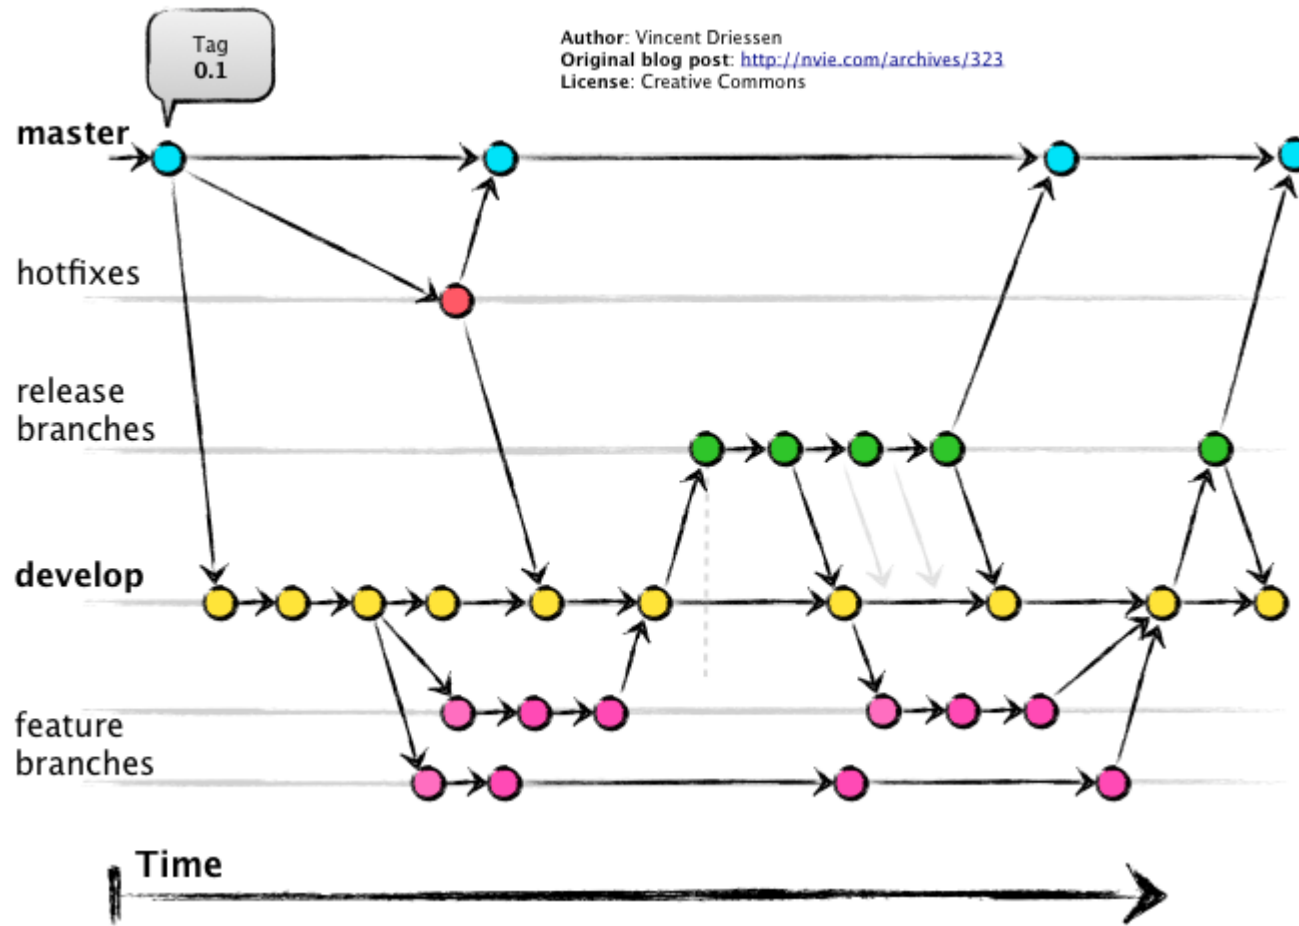 Tag
0.1
Author: Vincent Driessen
Original blog post: http://nvie.com/archives/323
License: Creative Commons
master
hotfixes
release
branches
develop
feature
branches
Time